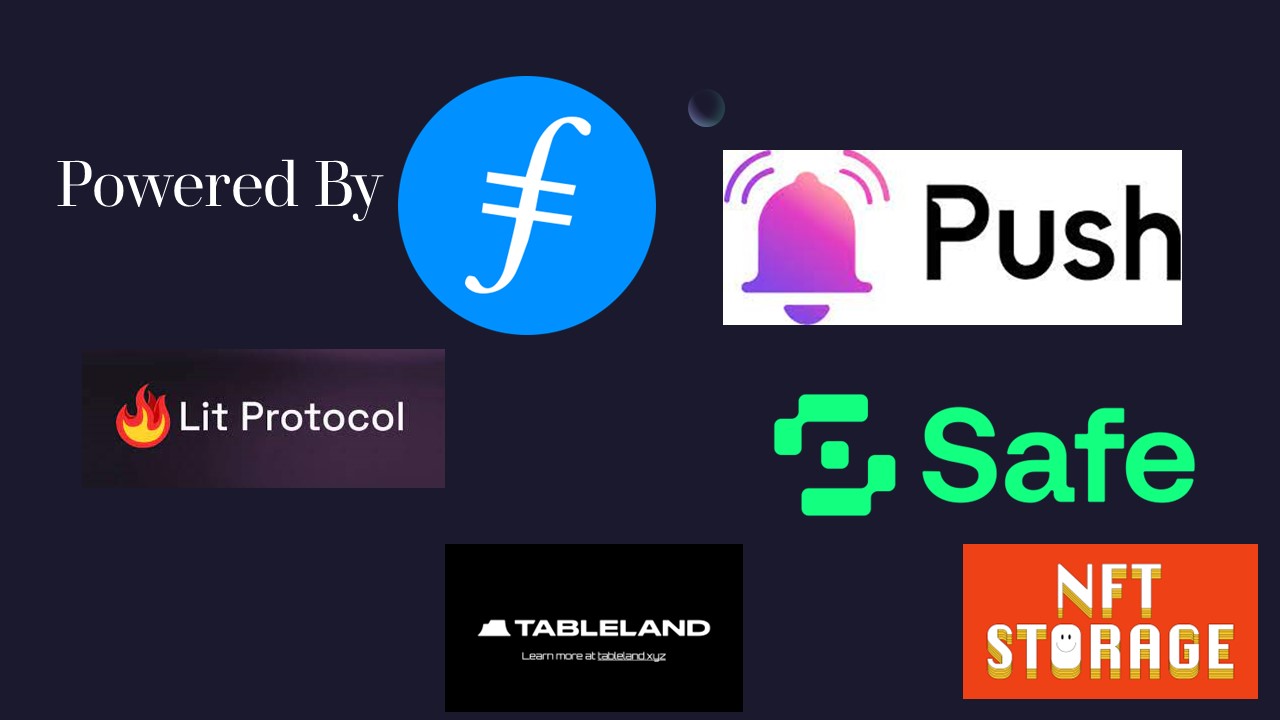 Powered By
Push
Lit Protocol
Safe
TABLELAND
Learn more at tableland.xyz
NFT
STORAGE